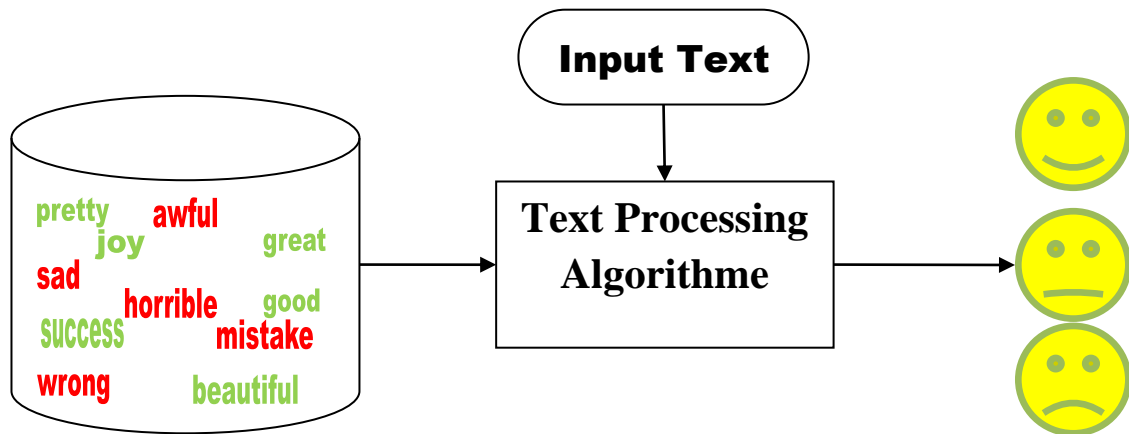 Input Text
pretty
awful
joy
great
sad
horrible
good
success
mistake
wrong
beautiful
Text Processing
Algorithme